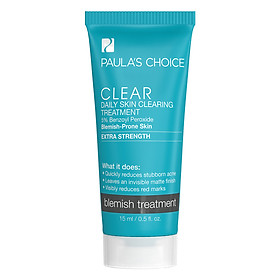 PAULA'S CHOICE
CLEAR
DAILY SKIN CLEARING
TREATMENT
5% Benzoyl Peroxide
Blemish-Prone Skin
EXTRA STRENGTH
What it does:
• Quickly reduces stubborn acne
• Leaves an invisible matte finish
• Visibly reduces red marks
blemish treatment
15 ml / 0.5 fl. oz.